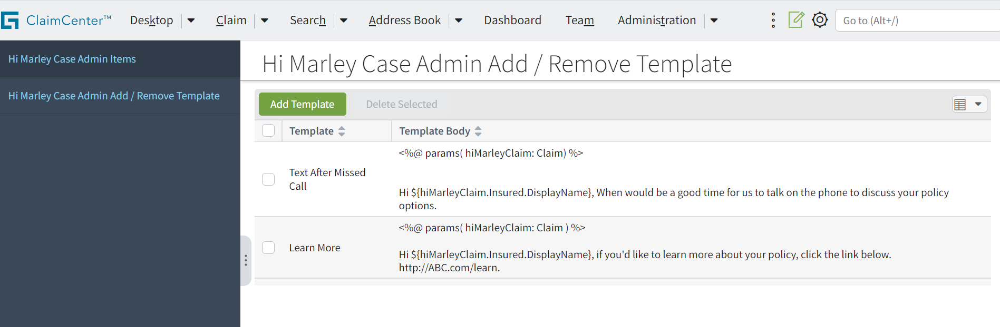 ClaimCenter™ Desktop Claim Search Address Book Dashboard Team Administration Go to (Alt+/)
Hi Marley Case Admin Items
Hi Marley Case Admin Add / Remove Template
Hi Marley Case Admin Add / Remove Template
Add Template Delete Selected
Template Template Body
Text After Missed
Call
<%@ params( hiMarleyClaim: Claim) %>
Hi ${hiMarleyClaim.Insured.DisplayName}, When would be a good time for us to talk on the phone to discuss your policy
options.
Learn More
<%@ params( hiMarleyClaim: Claim ) %>
Hi ${hiMarleyClaim.Insured.DisplayName}, if you'd like to learn more about your policy, click the link below.
http://ABC.com/learn.